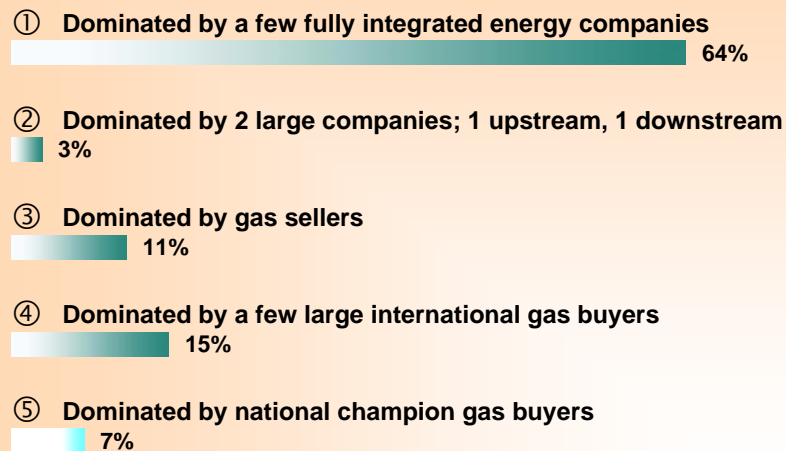 ① Dominated by a few fully integrated energy companies
64%
② Dominated by 2 large companies; 1 upstream, 1 downstream
3%
③ Dominated by gas sellers
11%
④ Dominated by a few large international gas buyers
15%
⑤ Dominated by national champion gas buyers
7%